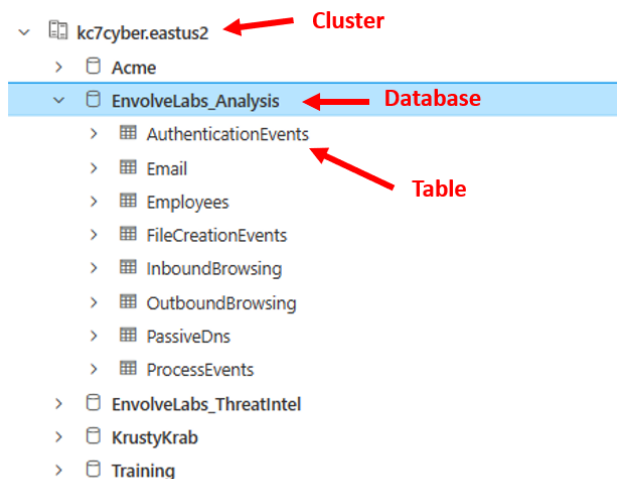 kc7cyber.eastus2 Cluster
Acme
EnvolveLabs_Analysis Database
AuthenticationEvents
Email
Table
Employees
FileCreationEvents
InboundBrowsing
OutboundBrowsing
PassiveDns
ProcessEvents
EnvolveLabs_ThreatIntel
KrustyKrab
Training